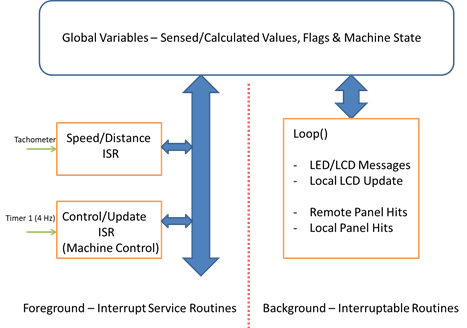 Global Variables – Sensed/Calculated Values, Flags & Machine State
Tachometer
Speed/Distance
ISR
Timer 1 (4 Hz)
Control/Update
ISR
(Machine Control)
Loop()
- LED/LCD Messages
- Local LCD Update
- Remote Panel Hits
- Local Panel Hits
Foreground – Interrupt Service Routines
Background – Interruptable Routines